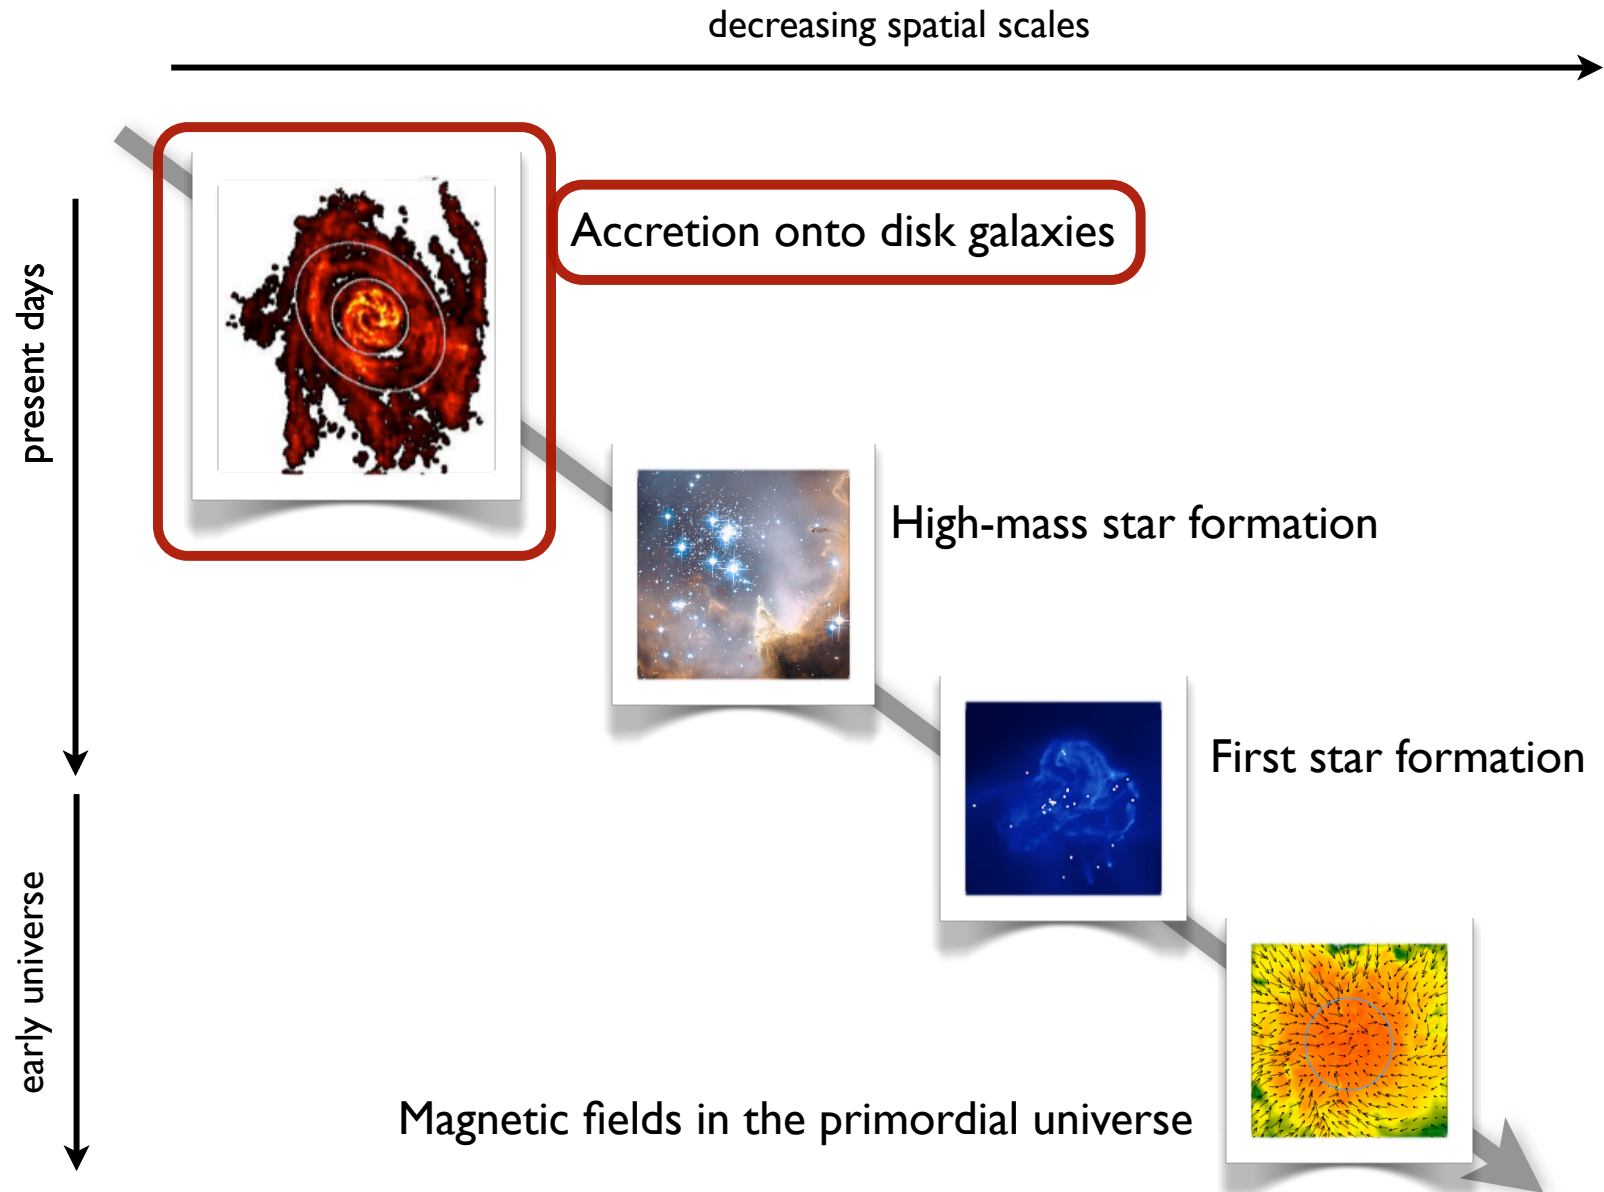 decreasing spatial scales
Accretion onto disk galaxies
present days
High-mass star formation
First star formation
early universe
Magnetic fields in the primordial universe